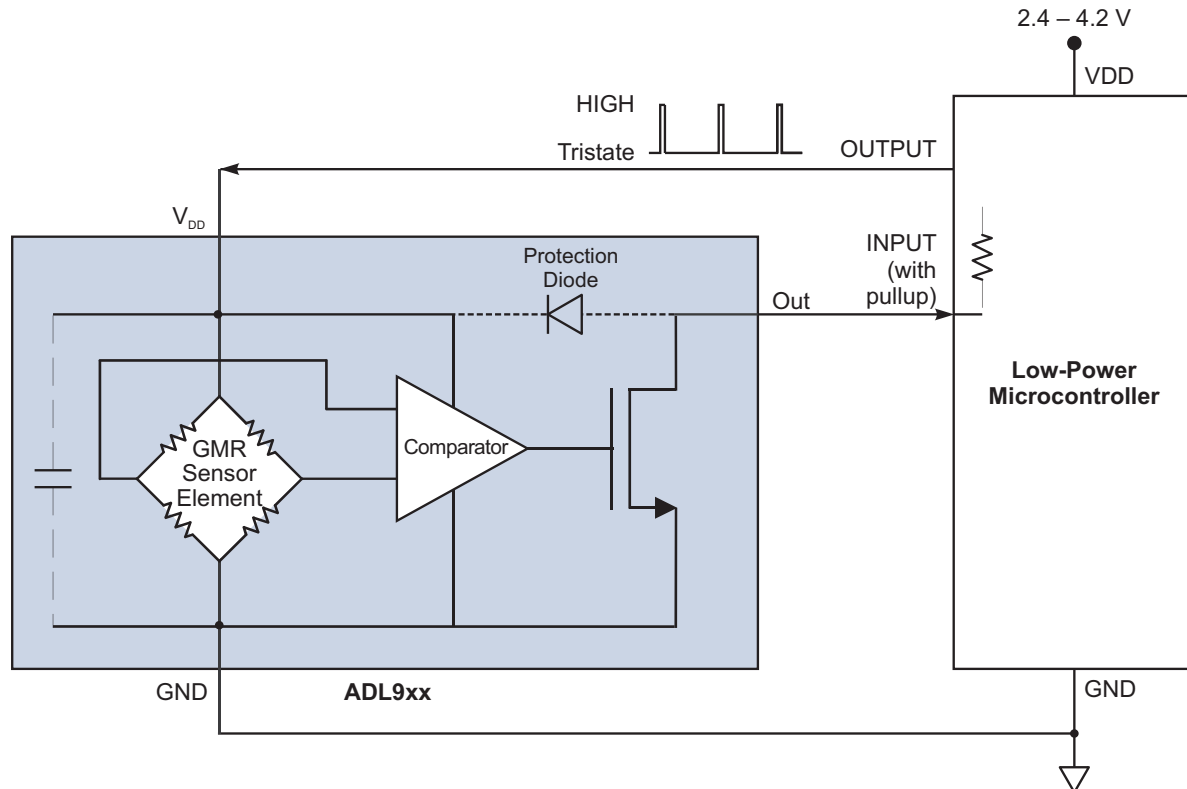 2.4 – 4.2 V
VDD
HIGH
Tristate
OUTPUT
VDD
Protection
Diode
INPUT
(with
pullup)
Out
Low-Power
Microcontroller
GMR
Sensor
Element
Comparator
GND
ADL9xx
GND